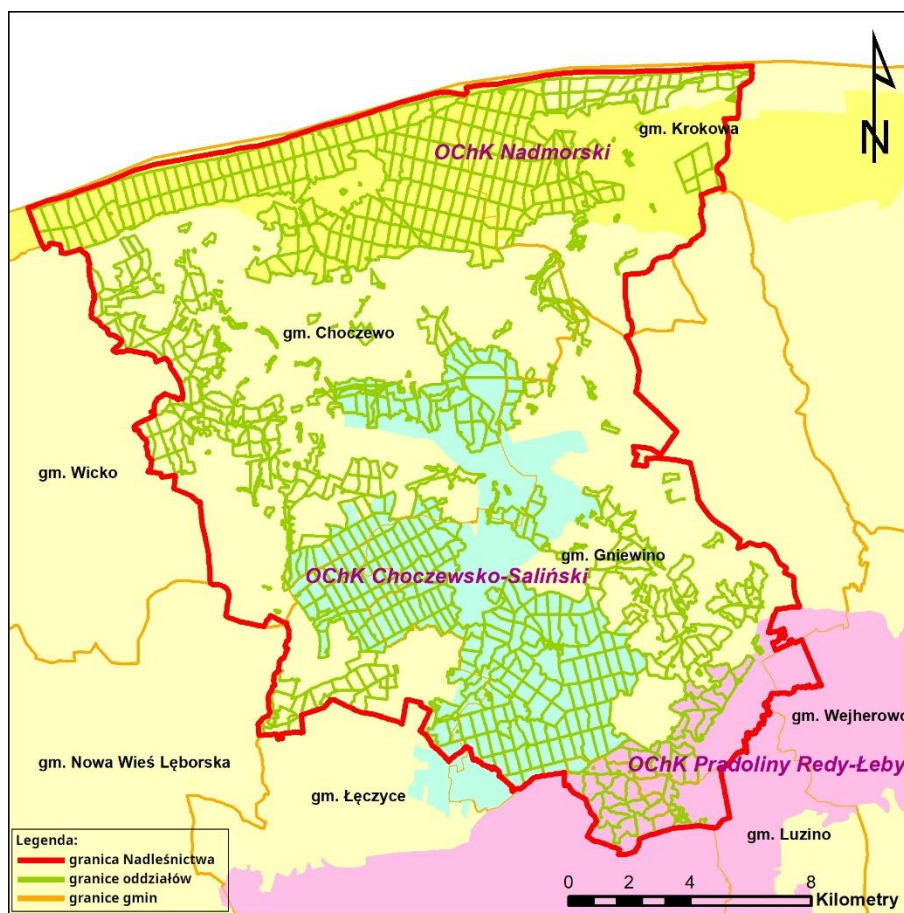 N
gm. Krokowa
OChK Nadmorski
gm. Choczewo
gm. Wicko
gm. Gniewino
OChK Choczewsko-Saliński
gm. Wejherowo
gm. Nowa Wieś Lęborska
OChK Pradoliny Redy-Łeby
gm. Łęczyce
gm. Luzino
Legenda:
granica Nadleśnictwa
granice oddziałów
granice gmin
0 2 4 8
Kilometry